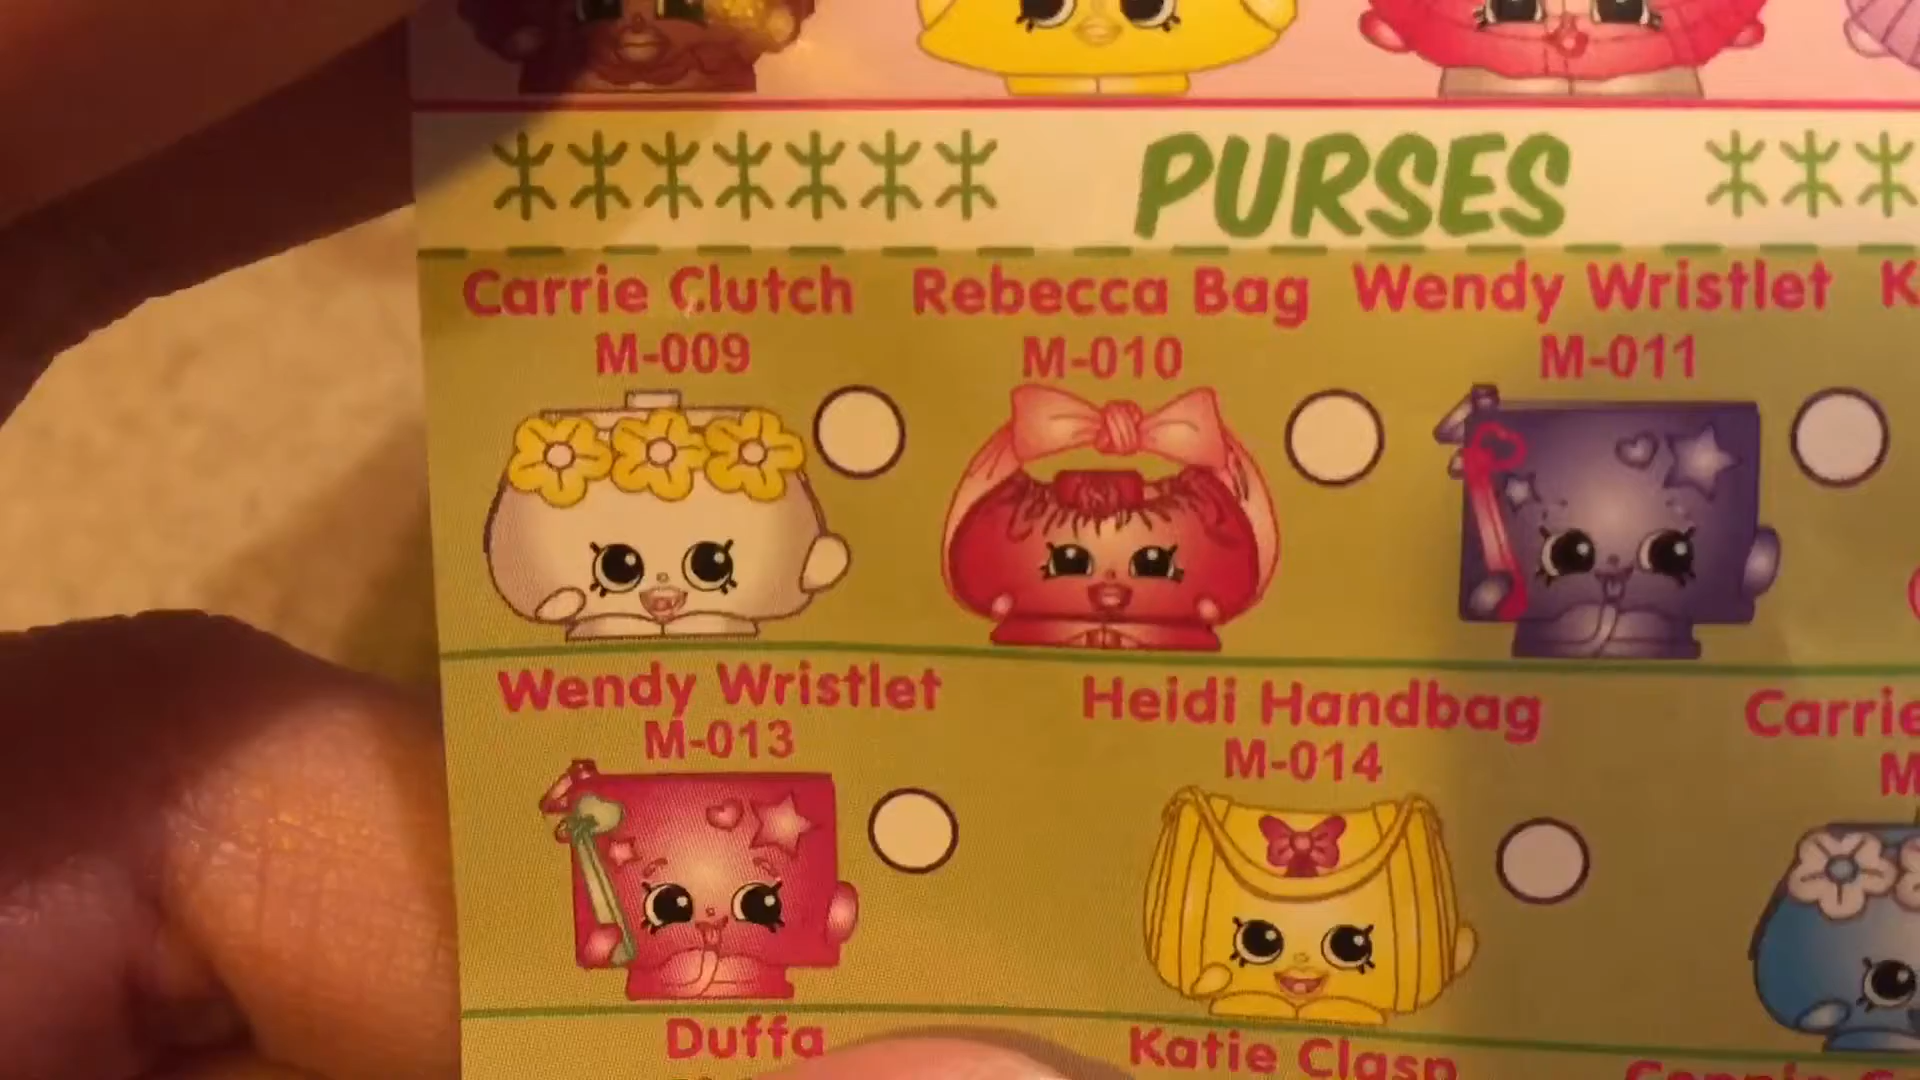 PURSES
Carrie Clutch
M-009
Rebecca Bag
M-010
Wendy Wristlet
M-011
K
Wendy Wristlet
M-013
Heidi Handbag
M-014
Carrie
M
Duffa
Katie Clasp